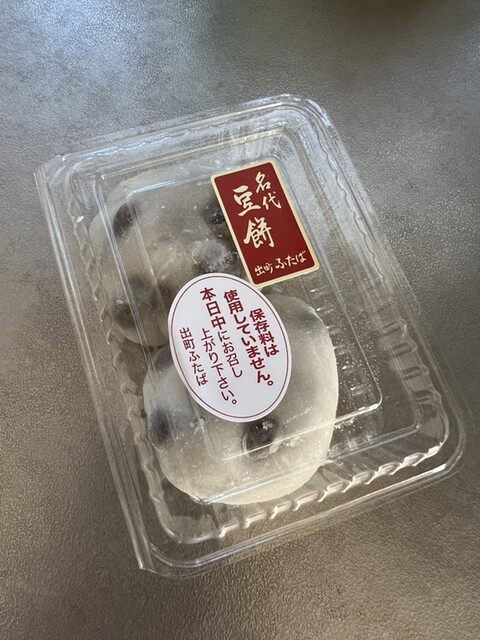 名代
豆餅
出町ふたば
保存料は
使用していません。
本日中にお召し
上がり下さい。
出町ふたば